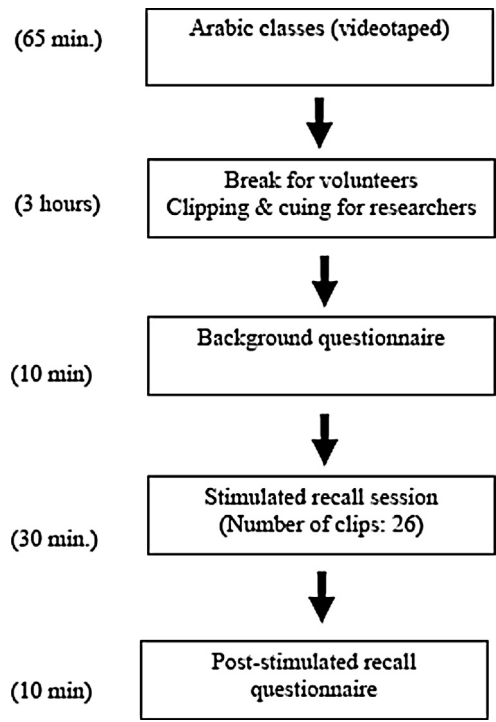 (65 min.)
Arabic classes (videotaped)
(3 hours)
Break for volunteers
Clipping & cuing for researchers
(10 min)
Background questionnaire
(30 min.)
Stimulated recall session
(Number of clips: 26)
(10 min)
Post-stimulated recall
questionnaire